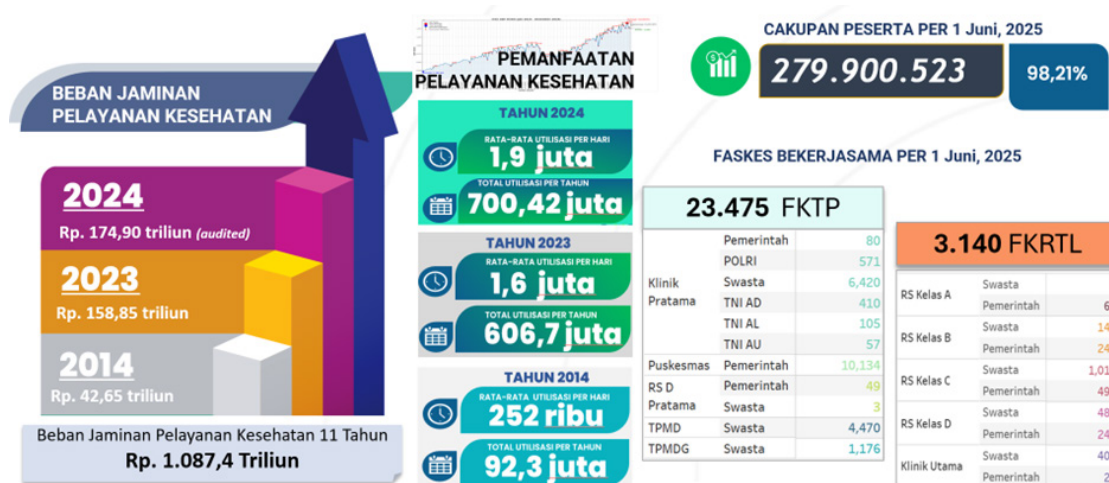 BEBAN JAMINAN
PELAYANAN KESEHATAN
2024
Rp. 174,90 triliun (audited)
2023
Rp. 158,85 triliun
2014
Rp. 42,65 triliun
Beban Jaminan Pelayanan Kesehatan 11 Tahun
Rp. 1.087,4 Triliun
PEMANFAATAN
PELAYANAN KESEHATAN
TAHUN 2024
RATA-RATA UTILISASI PER HARI
1,9 juta
TOTAL UTILISASI PER TAHUN
700,42 juta
TAHUN 2023
RATA-RATA UTILISASI PER HARI
1,6 juta
TOTAL UTILISASI PER TAHUN
606,7 juta
TAHUN 2014
RATA-RATA UTILISASI PER HARI
252 ribu
TOTAL UTILISASI PER TAHUN
92,3 juta
CAKUPAN PESERTA PER 1 Juni, 2025
279.900.523
98,21%
FASKES BEKERJASAMA PER 1 Juni, 2025
23.475 FKTP
Klinik Pratama
Pemerintah 80
POLRI 571
Swasta 6,420
TNI AD 410
TNI AL 105
TNI AU 57
Puskesmas Pemerintah 10,134
RS D Pratama
Pemerintah 49
Swasta 3
TPMD Swasta 4,470
TPMDG Swasta 1,176
3.140 FKRTL
RS Kelas A
Swasta
Pemerintah
RS Kelas B
Swasta
Pemerintah
RS Kelas C
Swasta
Pemerintah
RS Kelas D
Swasta
Pemerintah
Klinik Utama
Swasta
Pemerintah